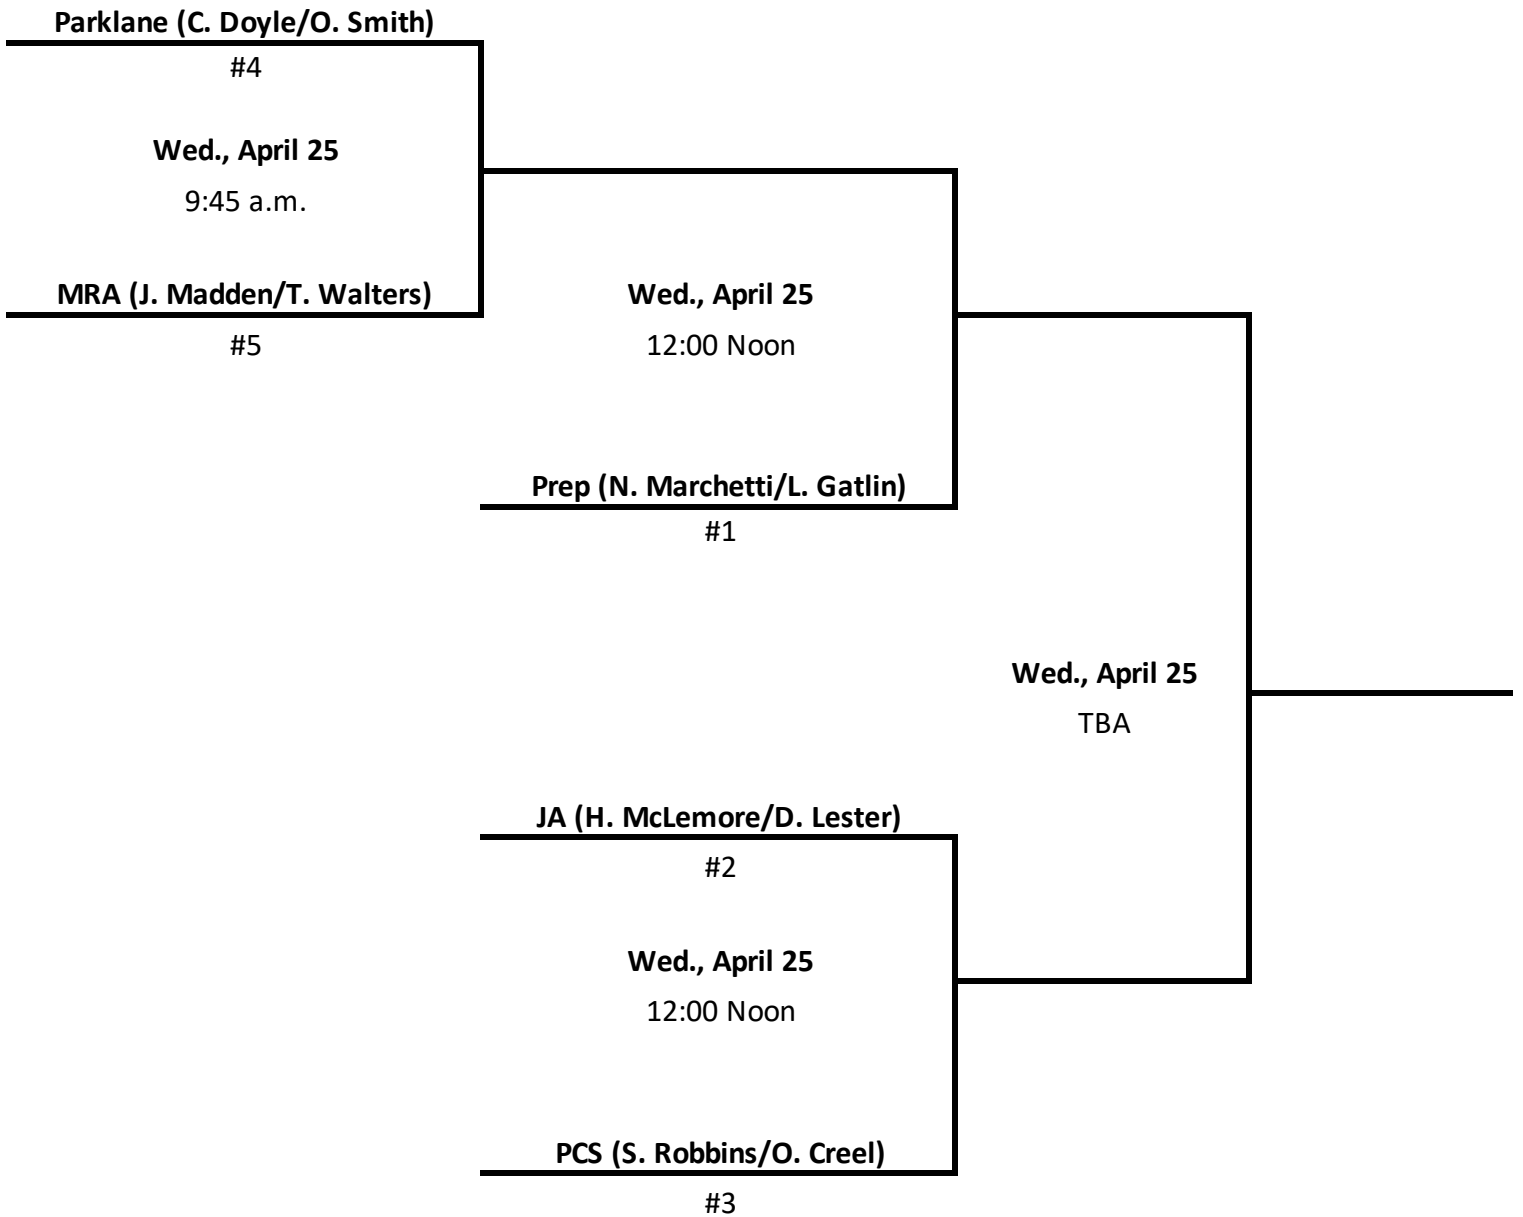 Parklane (C. Doyle/O. Smith)
#4
Wed., April 25
9:45 a.m.
MRA (J. Madden/T. Walters)
#5
Wed., April 25
12:00 Noon
Prep (N. Marchetti/L. Gatlin)
#1
Wed., April 25
TBA
JA (H. McLemore/D. Lester)
#2
Wed., April 25
12:00 Noon
PCS (S. Robbins/O. Creel)
#3